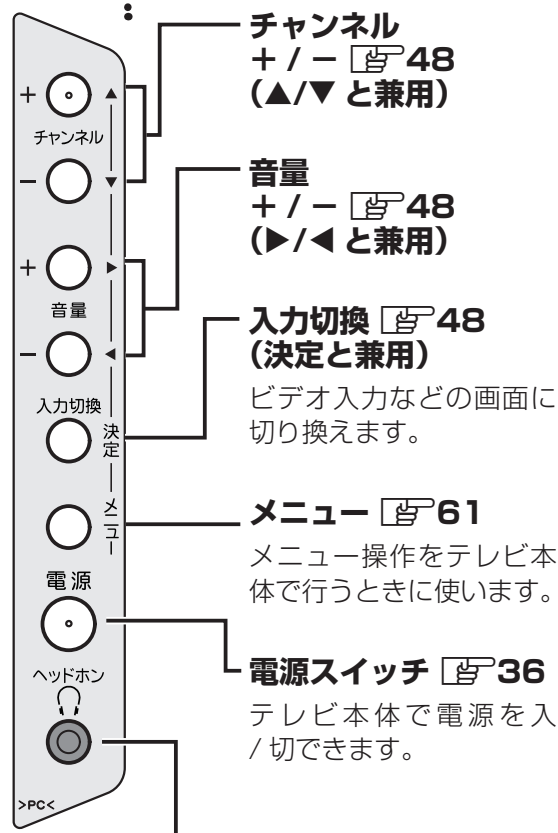 チャンネル
+ / − 48
(▲/▼ と兼用)
音量
+ / − 48
(▶/◀ と兼用)
入力切換 48
(決定と兼用)
ビデオ入力などの画面に
切り換えます。
メニュー 61
メニュー操作をテレビ本
体で行うときに使います。
電源スイッチ 36
テレビ本体で電源を入
/ 切できます。
+ ▲
チャンネル
− ▼
+ ▶
音量
− ◀
入力切換
決定
メニュー
電源
ヘッドホン
>PC<